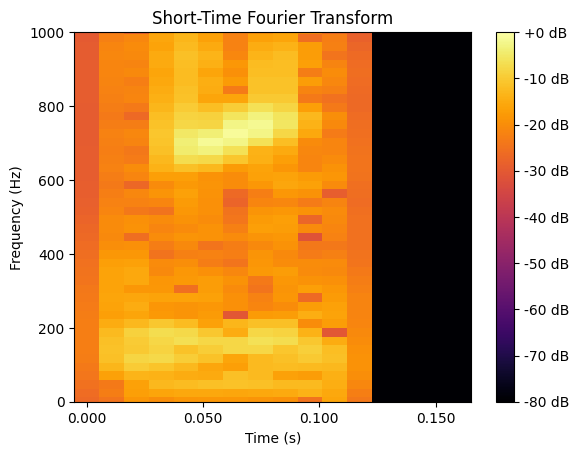 Short-Time Fourier Transform
1000
800
600
400
200
0
Frequency (Hz)
0.000
0.050
0.100
0.150
Time (s)
+0 dB
-10 dB
-20 dB
-30 dB
-40 dB
-50 dB
-60 dB
-70 dB
-80 dB